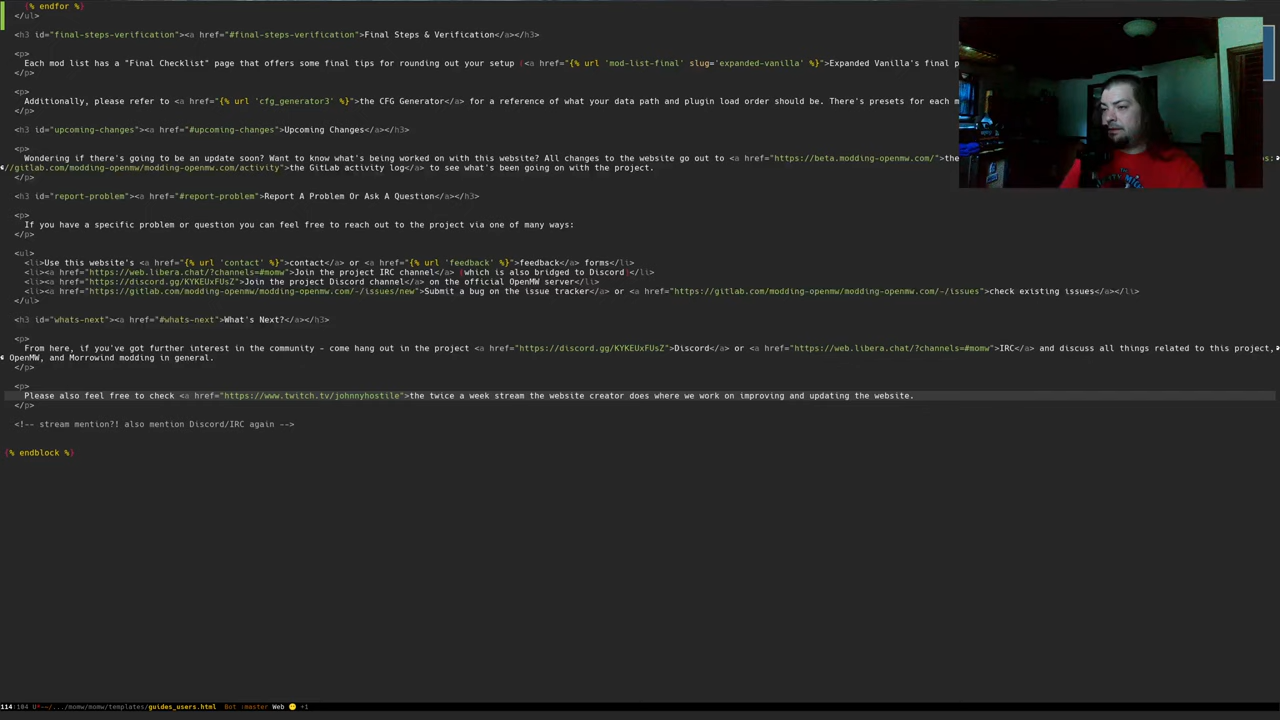 {% endfor %}
</ul>
<h3 id="final-steps-verification"><a href="#final-steps-verification">Final Steps & Verification</a></h3>
<p>
Each mod list has a "Final Checklist" page that offers some final tips for rounding out your setup (<a href="{% url 'mod-list-final' slug='expanded-vanilla' %}">Expanded Vanilla's final p
</p>
<p>
Additionally, please refer to <a href="{% url 'cfg_generator3' %}">the CFG Generator</a> for a reference of what your data path and plugin load order should be. There's presets for each m
</p>
<h3 id="upcoming-changes"><a href="#upcoming-changes">Upcoming Changes</a></h3>
<p>
Wondering if there's going to be an update soon? Want to know what's being worked on with this website? All changes to the website go out to <a href="https://beta.modding-openmw.com/">the ps:
//gitlab.com/modding-openmw/modding-openmw.com/activity">the GitLab activity log</a> to see what's been going on with the project.
</p>
<h3 id="report-problem"><a href="#report-problem">Report A Problem Or Ask A Question</a></h3>
<p>
If you have a specific problem or question you can feel free to reach out to the project via one of many ways:
</p>
<ul>
<li>Use this website's <a href="{% url 'contact' %}">contact</a> or <a href="{% url 'feedback' %}">feedback</a> forms</li>
<li><a href="https://web.libera.chat/?channels=#momw">Join the project IRC channel</a> (which is also bridged to Discord)</li>
<li><a href="https://discord.gg/KYKEUxFUsZ">Join the project Discord channel</a> on the official OpenMW server</li>
<li><a href="https://gitlab.com/modding-openmw/modding-openmw.com/-/issues/new">Submit a bug on the issue tracker</a> or <a href="https://gitlab.com/modding-openmw/modding-openmw.com/-/issues">check existing issues</a></li>
</ul>
<h3 id="whats-next"><a href="#whats-next">What's Next?</a></h3>
<p>
From here, if you've got further interest in the community - come hang out in the project <a href="https://discord.gg/KYKEUxFUsZ">Discord</a> or <a href="https://web.libera.chat/?channels=#momw">IRC</a> and discuss all things related to this project,
OpenMW, and Morrowind modding in general.
</p>
<p>
Please also feel free to check <a href="https://www.twitch.tv/johnnyhostile">the twice a week stream the website creator does where we work on improving and updating the website.
</p>
<!-- stream mention?! also mention Discord/IRC again -->
{% endblock %}
114:104 U*--~/.../momw/momw/templates/guides_users.html Bot :master Web 🙂 +1